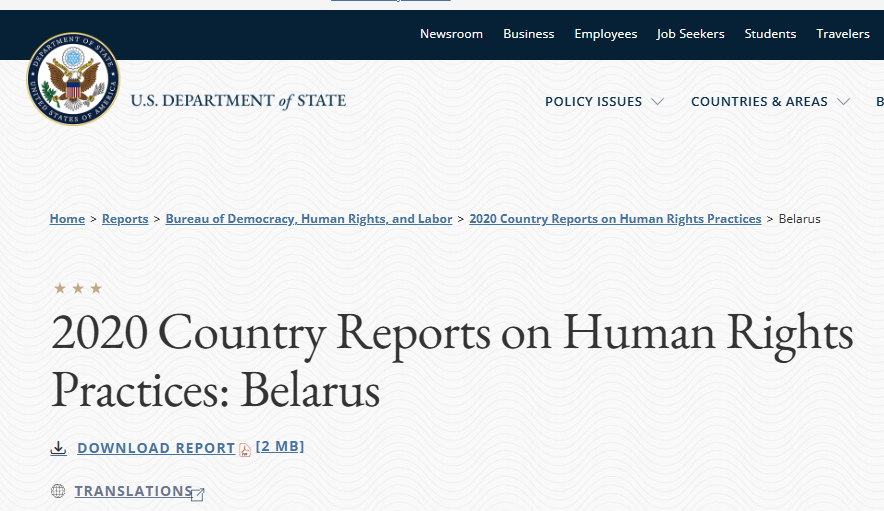 Newsroom Business Employees Job Seekers Students Travelers
DEPARTMENT OF STATE
UNITED STATES OF AMERICA
U.S. DEPARTMENT of STATE
POLICY ISSUES COUNTRIES & AREAS B
Home > Reports > Bureau of Democracy, Human Rights, and Labor > 2020 Country Reports on Human Rights Practices > Belarus
2020 Country Reports on Human Rights
Practices: Belarus
DOWNLOAD REPORT [2 MB]
TRANSLATIONS